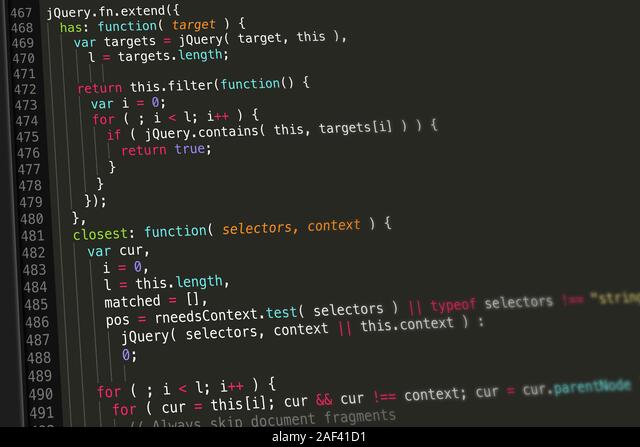 467 jQuery.fn.extend({
468 has: function( target ) {
469 var targets = jQuery( target, this ),
470 l = targets.length;
471
472 return this.filter(function() {
473 var i = 0;
474 for ( ; i < l; i++ ) {
475 if ( jQuery.contains( this, targets[i] ) ) {
476 return true;
477 }
478 }
479 });
480 },
481 closest: function( selectors, context ) {
482 var cur,
483 i = 0,
484 l = this.length,
485 matched = [],
486 pos = rneedsContext.test( selectors ) || typeof selectors !== "string
487 jQuery( selectors, context || this.context ) :
488 0;
489
490 for ( ; i < l; i++ ) {
491 for ( cur = this[i]; cur && cur !== context; cur = cur.parentNode
// Always skip document fragments
alamy stock photo
2AF41D1